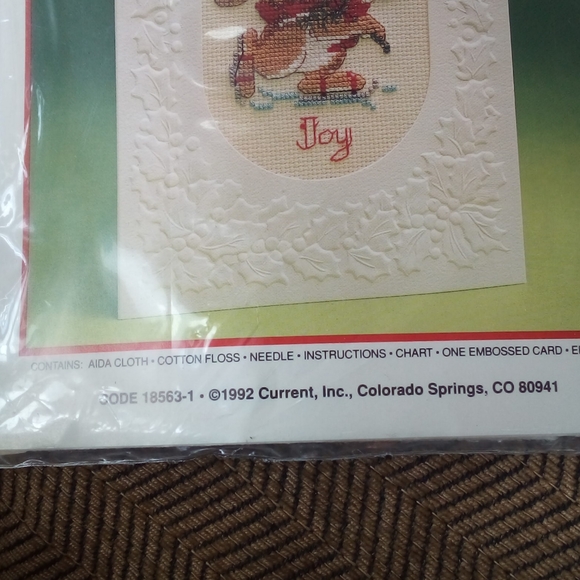 Joy
CONTAINS: AIDA CLOTH • COTTON FLOSS • NEEDLE • INSTRUCTIONS • CHART • ONE EMBOSSED CARD •
CODE 18563-1 • ©1992 Current, Inc., Colorado Springs, CO 80941